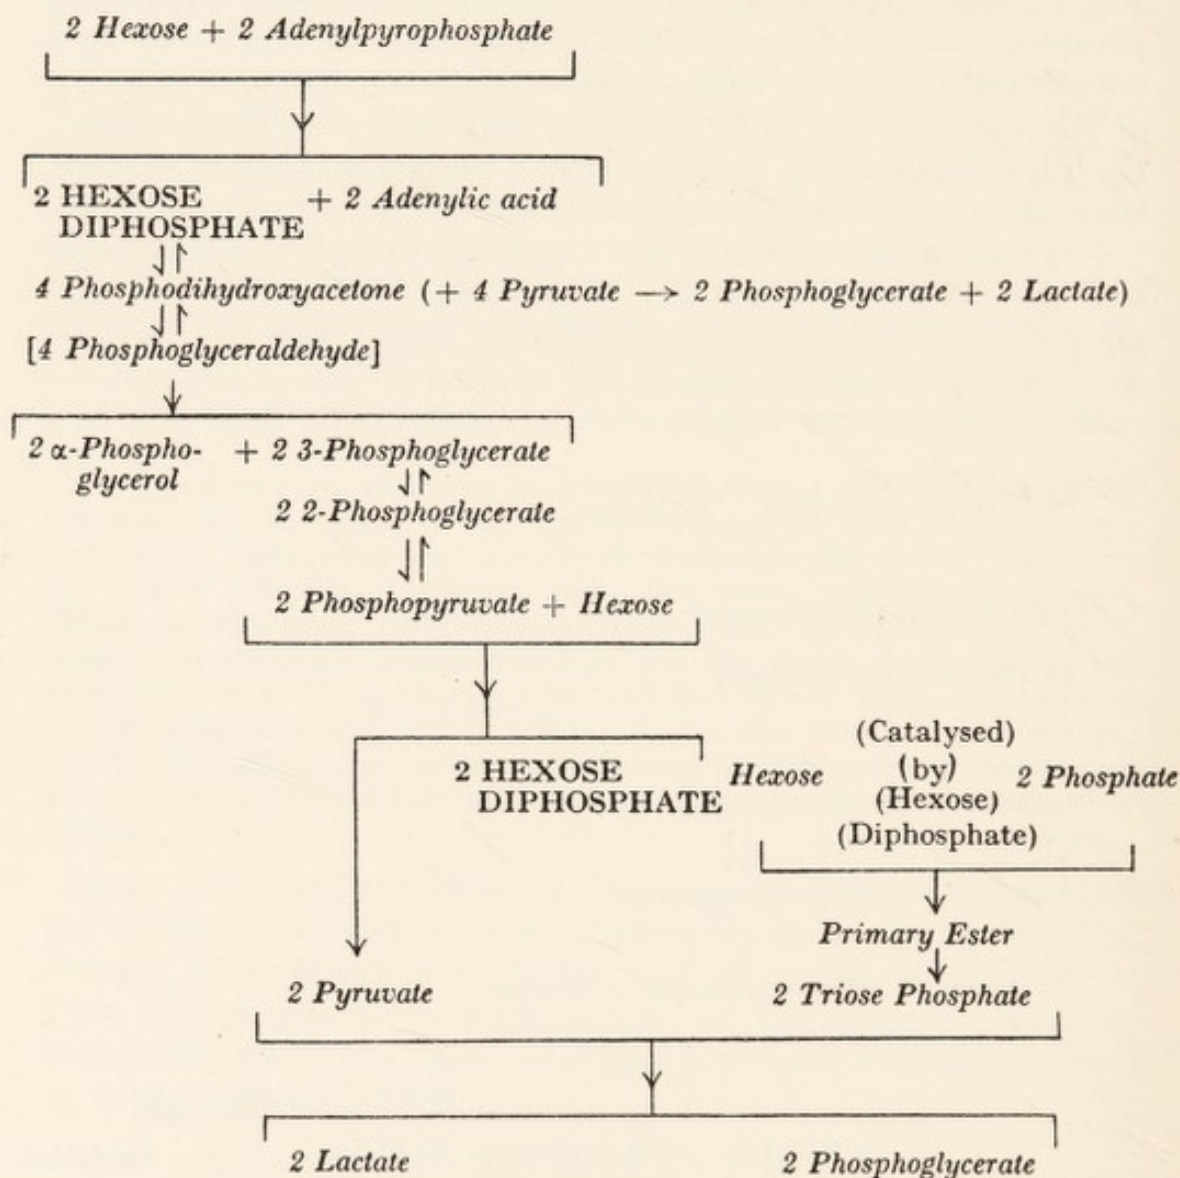 2 Hexose + 2 Adenylpyrophosphate
2 HEXOSE + 2 Adenylic acid
DIPHOSPHATE
4 Phosphodihydroxyacetone (+ 4 Pyruvate → 2 Phosphoglycerate + 2 Lactate)
[4 Phosphoglyceraldehyde]
2 α-Phospho- + 2 3-Phosphoglycerate
glycerol
2 2-Phosphoglycerate
2 Phosphopyruvate + Hexose
(Catalysed)
2 HEXOSE Hexose (by) 2 Phosphate
DIPHOSPHATE (Hexose)
(Diphosphate)
Primary Ester
2 Pyruvate 2 Triose Phosphate
2 Lactate 2 Phosphoglycerate